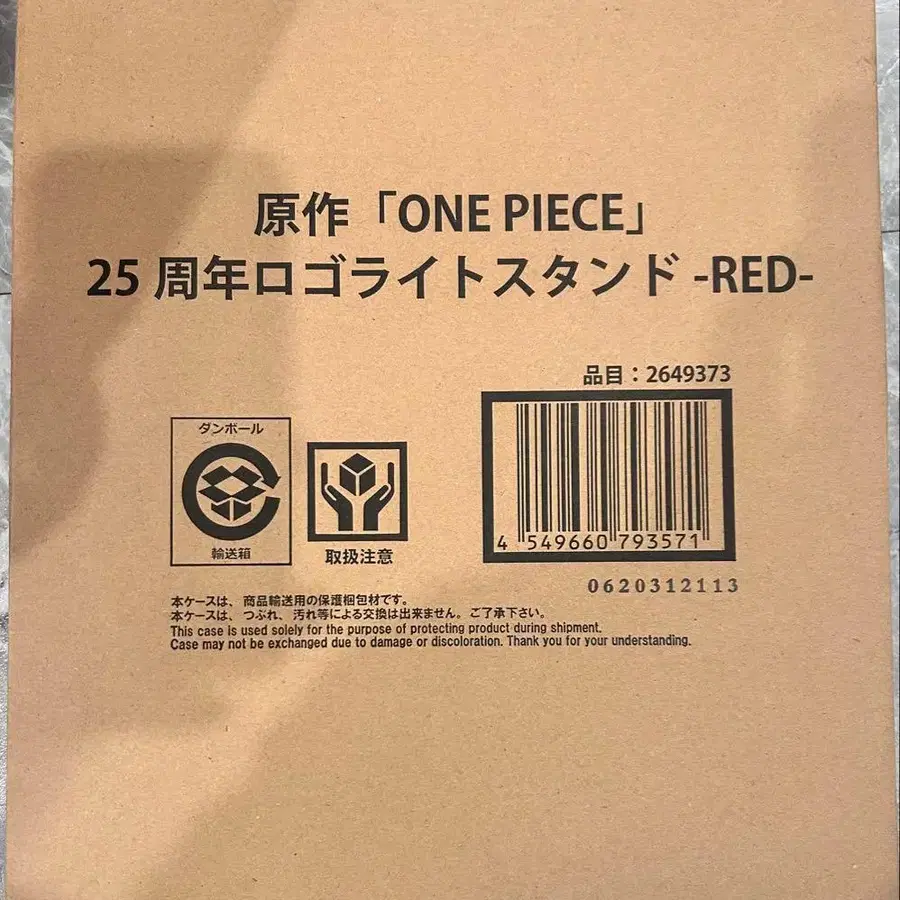 原作「ONE PIECE」
25 周年ロゴライトスタンド -RED-
品目：2649373
ダンボール
輸送箱
取扱注意
4 549660 793571
0620312113
本ケースは、商品輸送用の保護梱包材です。
本ケースは、つぶれ、汚れ等による交換は出来ません。ご了承下さい。
This case is used solely for the purpose of protecting product during shipment.
Case may not be exchanged due to damage or discoloration. Thank you for your understanding.